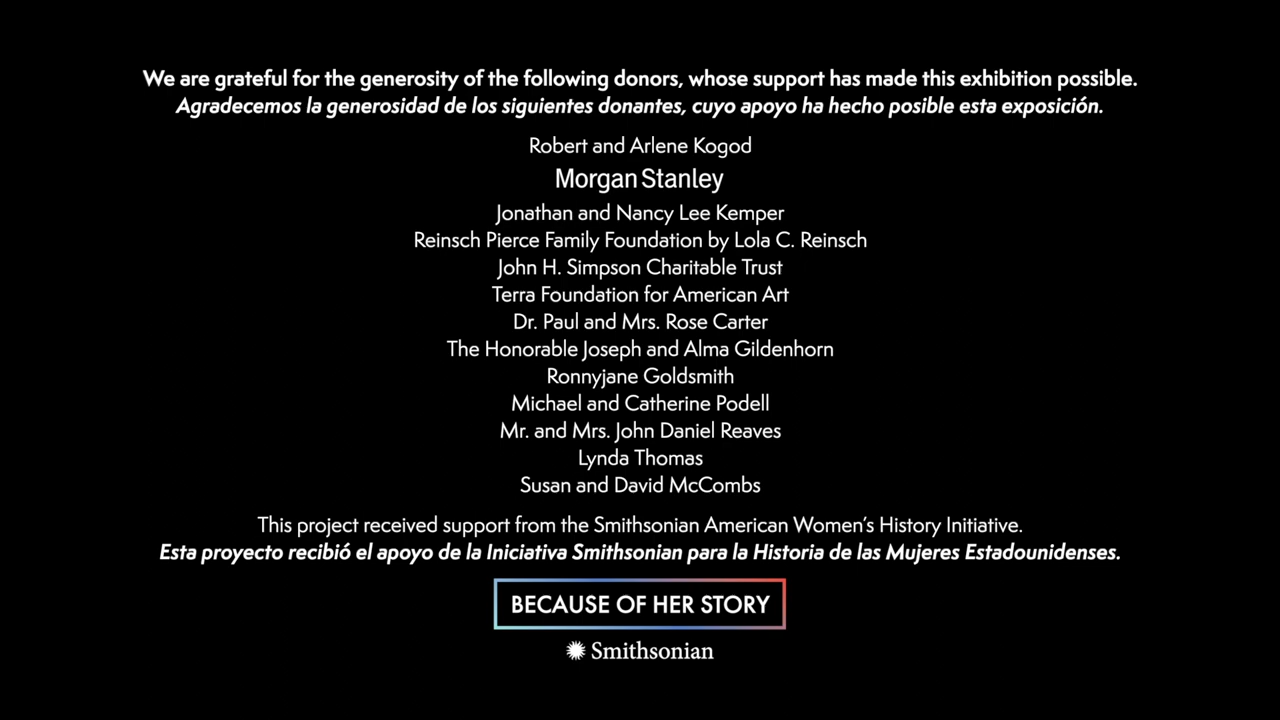 We are grateful for the generosity of the following donors, whose support has made this exhibition possible.
Agradecemos la generosidad de los siguientes donantes, cuyo apoyo ha hecho posible esta exposición.
Robert and Arlene Kogod
Morgan Stanley
Jonathan and Nancy Lee Kemper
Reinsch Pierce Family Foundation by Lola C. Reinsch
John H. Simpson Charitable Trust
Terra Foundation for American Art
Dr. Paul and Mrs. Rose Carter
The Honorable Joseph and Alma Gildenhorn
Ronnyjane Goldsmith
Michael and Catherine Podell
Mr. and Mrs. John Daniel Reaves
Lynda Thomas
Susan and David McCombs
This project received support from the Smithsonian American Women’s History Initiative.
Esta proyecto recibió el apoyo de la Iniciativa Smithsonian para la Historia de las Mujeres Estadounidenses.
BECAUSE OF HER STORY
Smithsonian